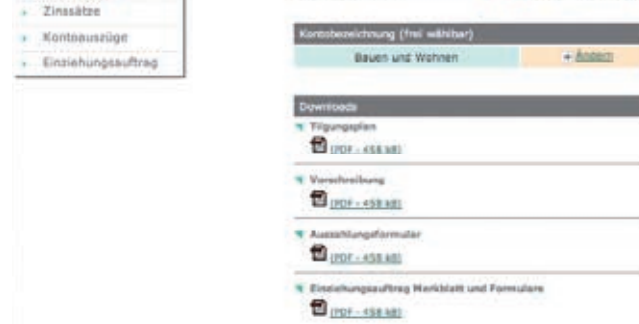 Zinssätze
Kontoauszüge
Einziehungsauftrag
Kontobezeichnung (frei wählbar)
Bauen und Wohnen
Ändern
Downloads
Tilgungsplan
(PDF - 458 kB)
Vorschreibung
(PDF - 458 kB)
Auszahlungsformular
(PDF - 458 kB)
Einziehungsauftrag Merkblatt und Formulare
(PDF - 458 kB)